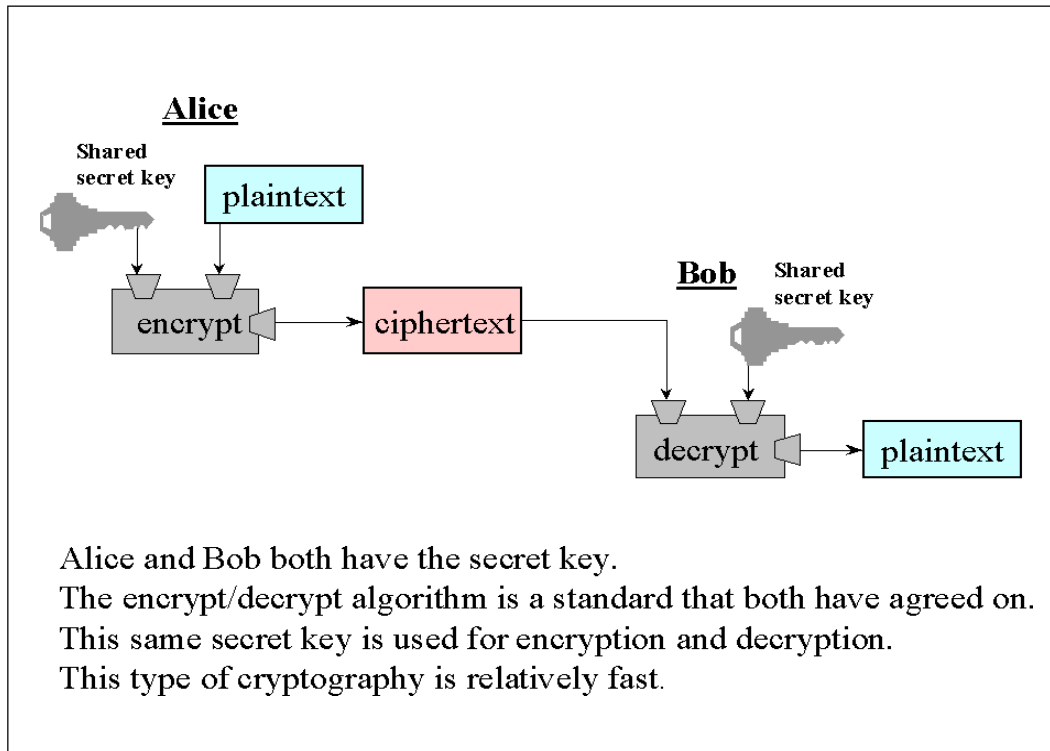 Alice
Shared
secret key
plaintext
encrypt
ciphertext
Bob
Shared
secret key
decrypt
plaintext
Alice and Bob both have the secret key.
The encrypt/decrypt algorithm is a standard that both have agreed on.
This same secret key is used for encryption and decryption.
This type of cryptography is relatively fast.